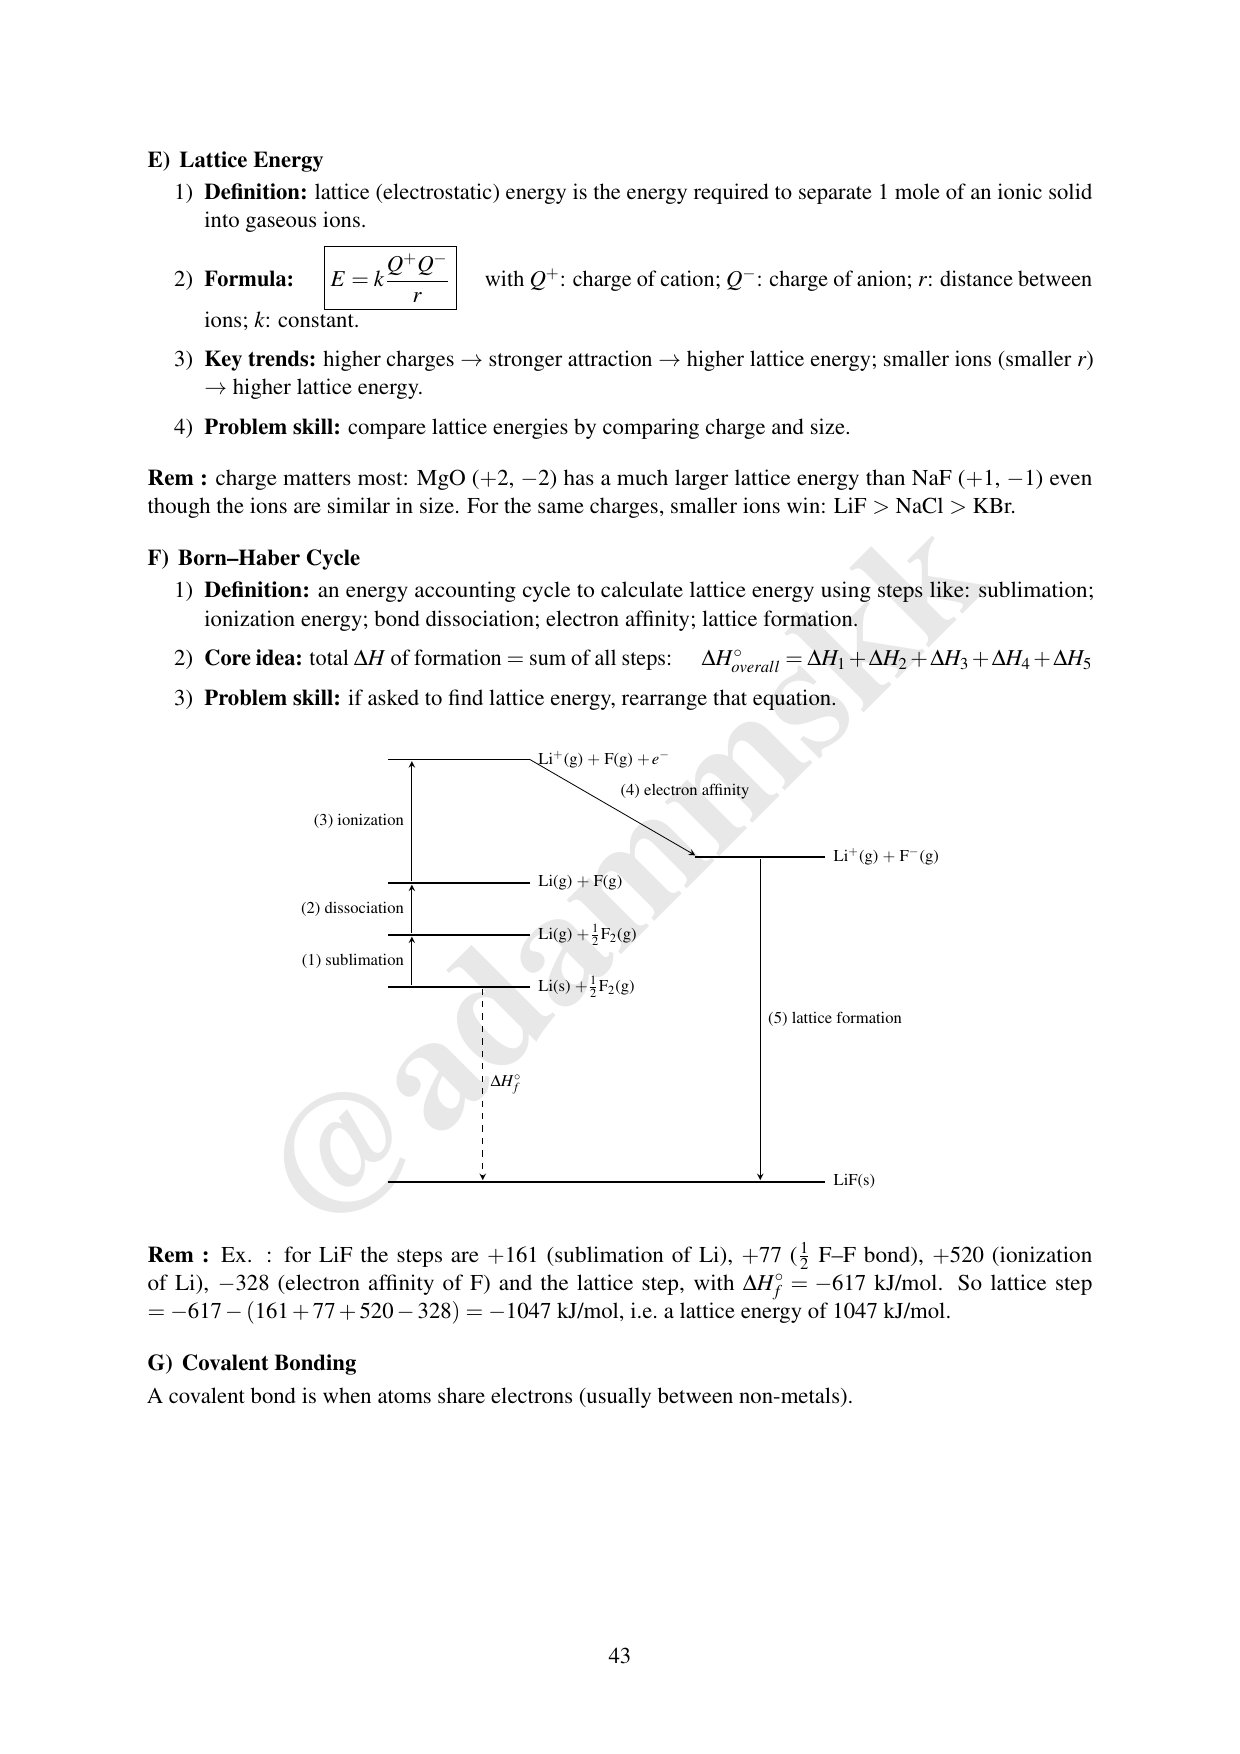 E) Lattice Energy
1) Definition: lattice (electrostatic) energy is the energy required to separate 1 mole of an ionic solid
into gaseous ions.
2) Formula: E = k Q⁺Q⁻/r with Q⁺: charge of cation; Q⁻: charge of anion; r: distance between
ions; k: constant.
3) Key trends: higher charges → stronger attraction → higher lattice energy; smaller ions (smaller r)
→ higher lattice energy.
4) Problem skill: compare lattice energies by comparing charge and size.
Rem : charge matters most: MgO (+2, −2) has a much larger lattice energy than NaF (+1, −1) even
though the ions are similar in size. For the same charges, smaller ions win: LiF > NaCl > KBr.
F) Born–Haber Cycle
1) Definition: an energy accounting cycle to calculate lattice energy using steps like: sublimation;
ionization energy; bond dissociation; electron affinity; lattice formation.
2) Core idea: total ΔH of formation = sum of all steps: ΔH°overall = ΔH₁ + ΔH₂ + ΔH₃ + ΔH₄ + ΔH₅
3) Problem skill: if asked to find lattice energy, rearrange that equation.
Li⁺(g) + F(g) + e⁻
(4) electron affinity
(3) ionization
Li⁺(g) + F⁻(g)
Li(g) + F(g)
(2) dissociation
Li(g) + ½F₂(g)
(1) sublimation
Li(s) + ½F₂(g)
(5) lattice formation
ΔH°f
LiF(s)
@adammskk
Rem : Ex. : for LiF the steps are +161 (sublimation of Li), +77 (½ F–F bond), +520 (ionization
of Li), −328 (electron affinity of F) and the lattice step, with ΔH°f = −617 kJ/mol. So lattice step
= −617 − (161 + 77 + 520 − 328) = −1047 kJ/mol, i.e. a lattice energy of 1047 kJ/mol.
G) Covalent Bonding
A covalent bond is when atoms share electrons (usually between non-metals).
43